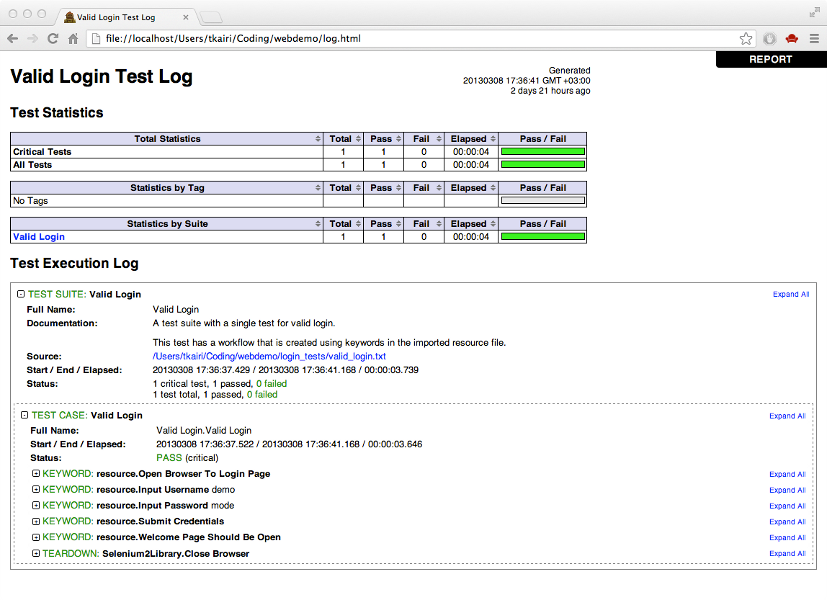 Valid Login Test Log
file://localhost/Users/tkairi/Coding/webdemo/log.html
REPORT
Valid Login Test Log
Generated
20130308 17:36:41 GMT +03:00
2 days 21 hours ago
Test Statistics
Total Statistics Total Pass Fail Elapsed Pass / Fail
Critical Tests 1 1 0 00:00:04
All Tests 1 1 0 00:00:04
Statistics by Tag Total Pass Fail Elapsed Pass / Fail
No Tags
Statistics by Suite Total Pass Fail Elapsed Pass / Fail
Valid Login 1 1 0 00:00:04
Test Execution Log
TEST SUITE: Valid Login Expand All
Full Name: Valid Login
Documentation: A test suite with a single test for valid login.
This test has a workflow that is created using keywords in the imported resource file.
Source: /Users/tkairi/Coding/webdemo/login_tests/valid_login.txt
Start / End / Elapsed: 20130308 17:36:37.429 / 20130308 17:36:41.168 / 00:00:03.739
Status: 1 critical test, 1 passed, 0 failed
1 test total, 1 passed, 0 failed
TEST CASE: Valid Login Expand All
Full Name: Valid Login.Valid Login
Start / End / Elapsed: 20130308 17:36:37.522 / 20130308 17:36:41.168 / 00:00:03.646
Status: PASS (critical)
KEYWORD: resource.Open Browser To Login Page Expand All
KEYWORD: resource.Input Username demo Expand All
KEYWORD: resource.Input Password mode Expand All
KEYWORD: resource.Submit Credentials Expand All
KEYWORD: resource.Welcome Page Should Be Open Expand All
TEARDOWN: Selenium2Library.Close Browser Expand All